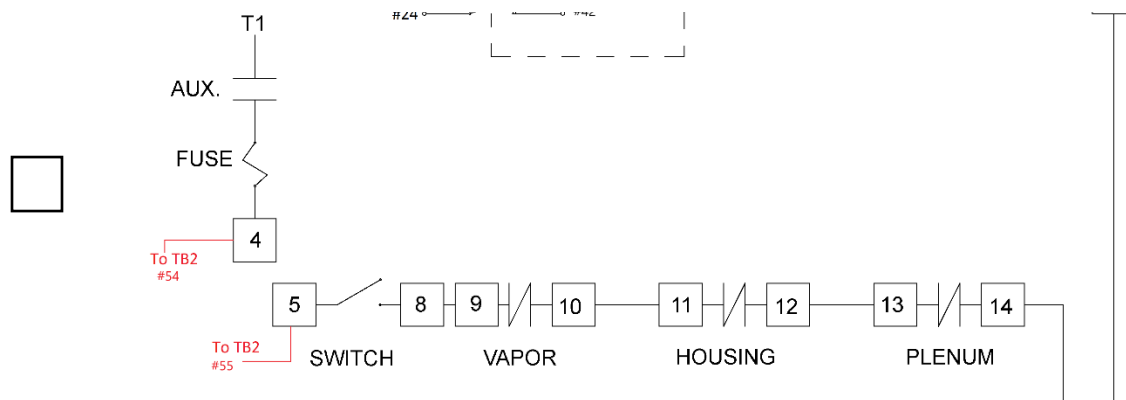 #24
#42
T1
AUX.
FUSE
4
To TB2
#54
5
8
9
10
11
12
13
14
To TB2
#55
SWITCH
VAPOR
HOUSING
PLENUM